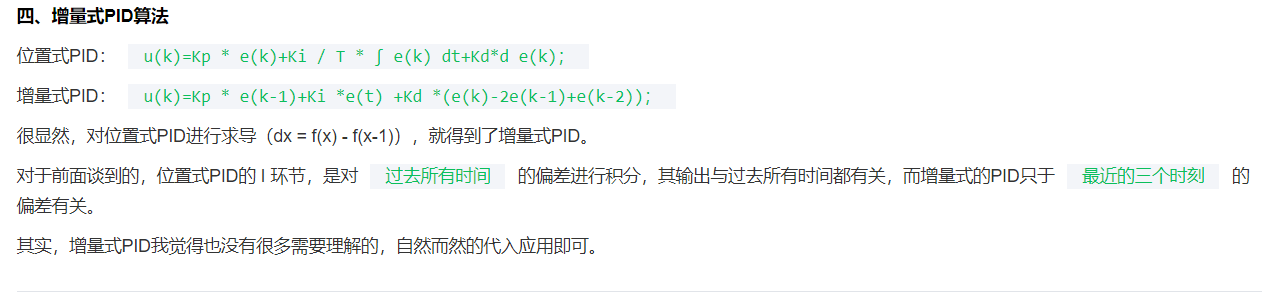 四、增量式PID算法
位置式PID： u(k)=Kp * e(k)+Ki / T * ∫ e(k) dt+Kd*d e(k);
增量式PID： u(k)=Kp * e(k-1)+Ki *e(t) +Kd *(e(k)-2e(k-1)+e(k-2));
很显然，对位置式PID进行求导（dx = f(x) - f(x-1)），就得到了增量式PID。
对于前面谈到的，位置式PID的 I 环节，是对 过去所有时间 的偏差进行积分，其输出与过去所有时间都有关，而增量式的PID只于 最近的三个时刻 的
偏差有关。
其实，增量式PID我觉得也没有很多需要理解的，自然而然的代入应用即可。